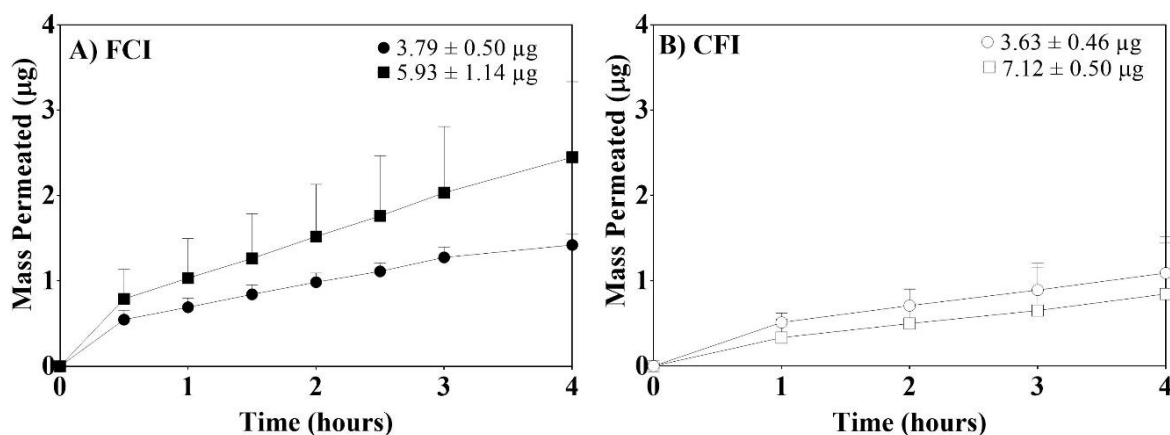 A) FCI
3.79 ± 0.50 µg
5.93 ± 1.14 µg
Mass Permeated (µg)
4
3
2
1
0
0 1 2 3 4
Time (hours)
B) CFI
3.63 ± 0.46 µg
7.12 ± 0.50 µg
Mass Permeated (µg)
4
3
2
1
0
0 1 2 3 4
Time (hours)